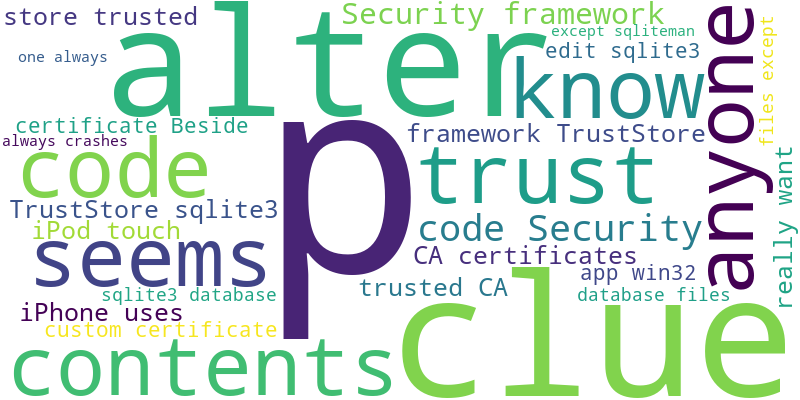 store trusted
alter
Security framework
except sqliteman
edit sqlite3
one always
know
anyone
files except
certificate Beside
always crashes
code
p
framework TrustStore
trust
really want
TrustStore sqlite3
iPod touch
seems
code Security
CA certificates
app win32
sqlite3 database
trusted CA
database files
iPhone uses
custom certificate
contents
clue